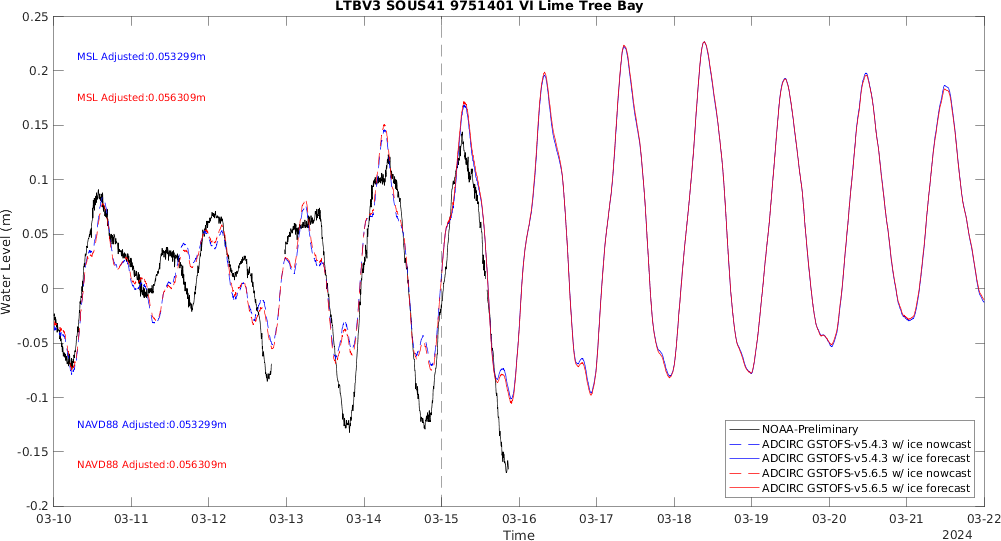 LTBV3 SOUS41 9751401 VI Lime Tree Bay
0.25
0.2
0.15
0.1
0.05
0
-0.05
-0.1
-0.15
-0.2
Water Level (m)
MSL Adjusted:0.053299m
MSL Adjusted:0.056309m
NAVD88 Adjusted:0.053299m
NAVD88 Adjusted:0.056309m
NOAA-Preliminary
ADCIRC GSTOFS-v5.4.3 w/ ice nowcast
ADCIRC GSTOFS-v5.4.3 w/ ice forecast
ADCIRC GSTOFS-v5.6.5 w/ ice nowcast
ADCIRC GSTOFS-v5.6.5 w/ ice forecast
03-10 03-11 03-12 03-13 03-14 03-15 03-16 03-17 03-18 03-19 03-20 03-21 03-22
Time
2024